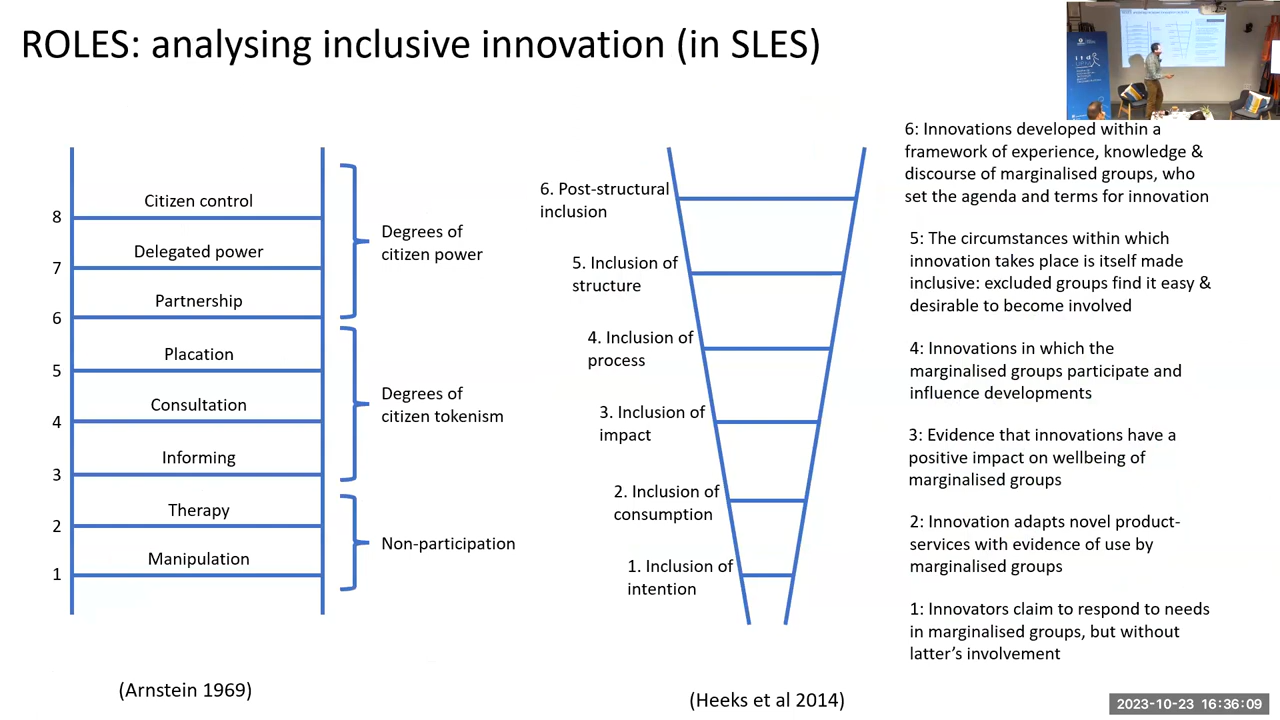 ROLES: analysing inclusive innovation (in SLES)
8
Citizen control
7
Delegated power
6
Partnership
5
Placation
4
Consultation
3
Informing
2
Therapy
1
Manipulation
Degrees of
citizen power
Degrees of
citizen tokenism
Non-participation
(Arnstein 1969)
6. Post-structural
inclusion
5. Inclusion of
structure
4. Inclusion of
process
3. Inclusion of
impact
2. Inclusion of
consumption
1. Inclusion of
intention
(Heeks et al 2014)
6: Innovations developed within a
framework of experience, knowledge &
discourse of marginalised groups, who
set the agenda and terms for innovation
5: The circumstances within which
innovation takes place is itself made
inclusive: excluded groups find it easy &
desirable to become involved
4: Innovations in which the
marginalised groups participate and
influence developments
3: Evidence that innovations have a
positive impact on wellbeing of
marginalised groups
2: Innovation adapts novel product-
services with evidence of use by
marginalised groups
1: Innovators claim to respond to needs
in marginalised groups, but without
latter's involvement
2023-10-23 16:36:09